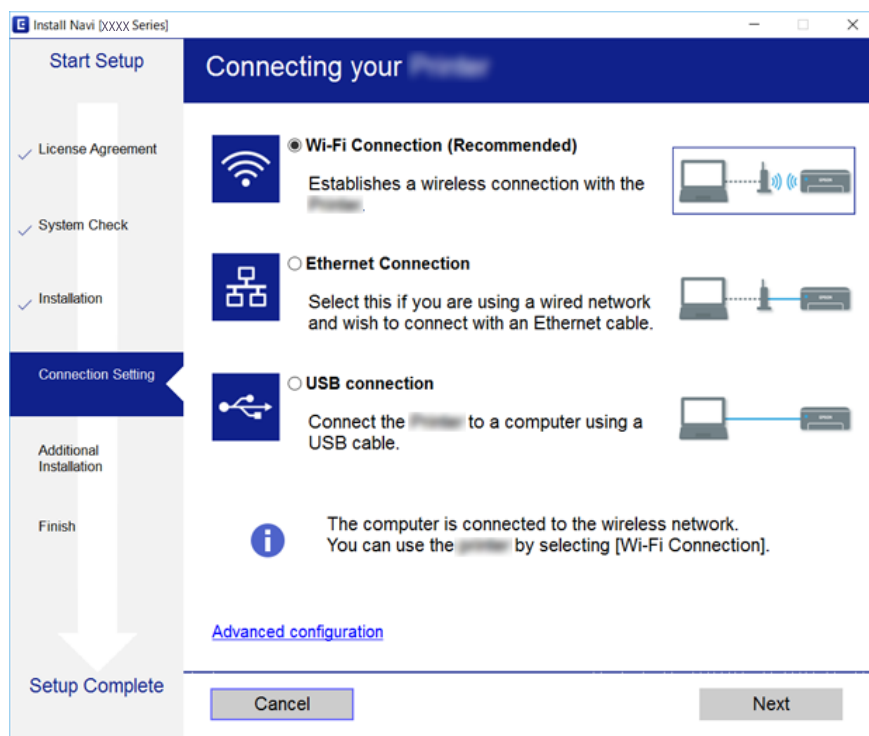 Install Navi [XXXX Series]
Start Setup
Connecting your
License Agreement
System Check
Installation
Connection Setting
Additional
Installation
Finish
Setup Complete
Wi-Fi Connection (Recommended)
Establishes a wireless connection with the
.
Ethernet Connection
Select this if you are using a wired network
and wish to connect with an Ethernet cable.
USB connection
Connect the to a computer using a
USB cable.
The computer is connected to the wireless network.
You can use the by selecting [Wi-Fi Connection].
Advanced configuration
Cancel
Next